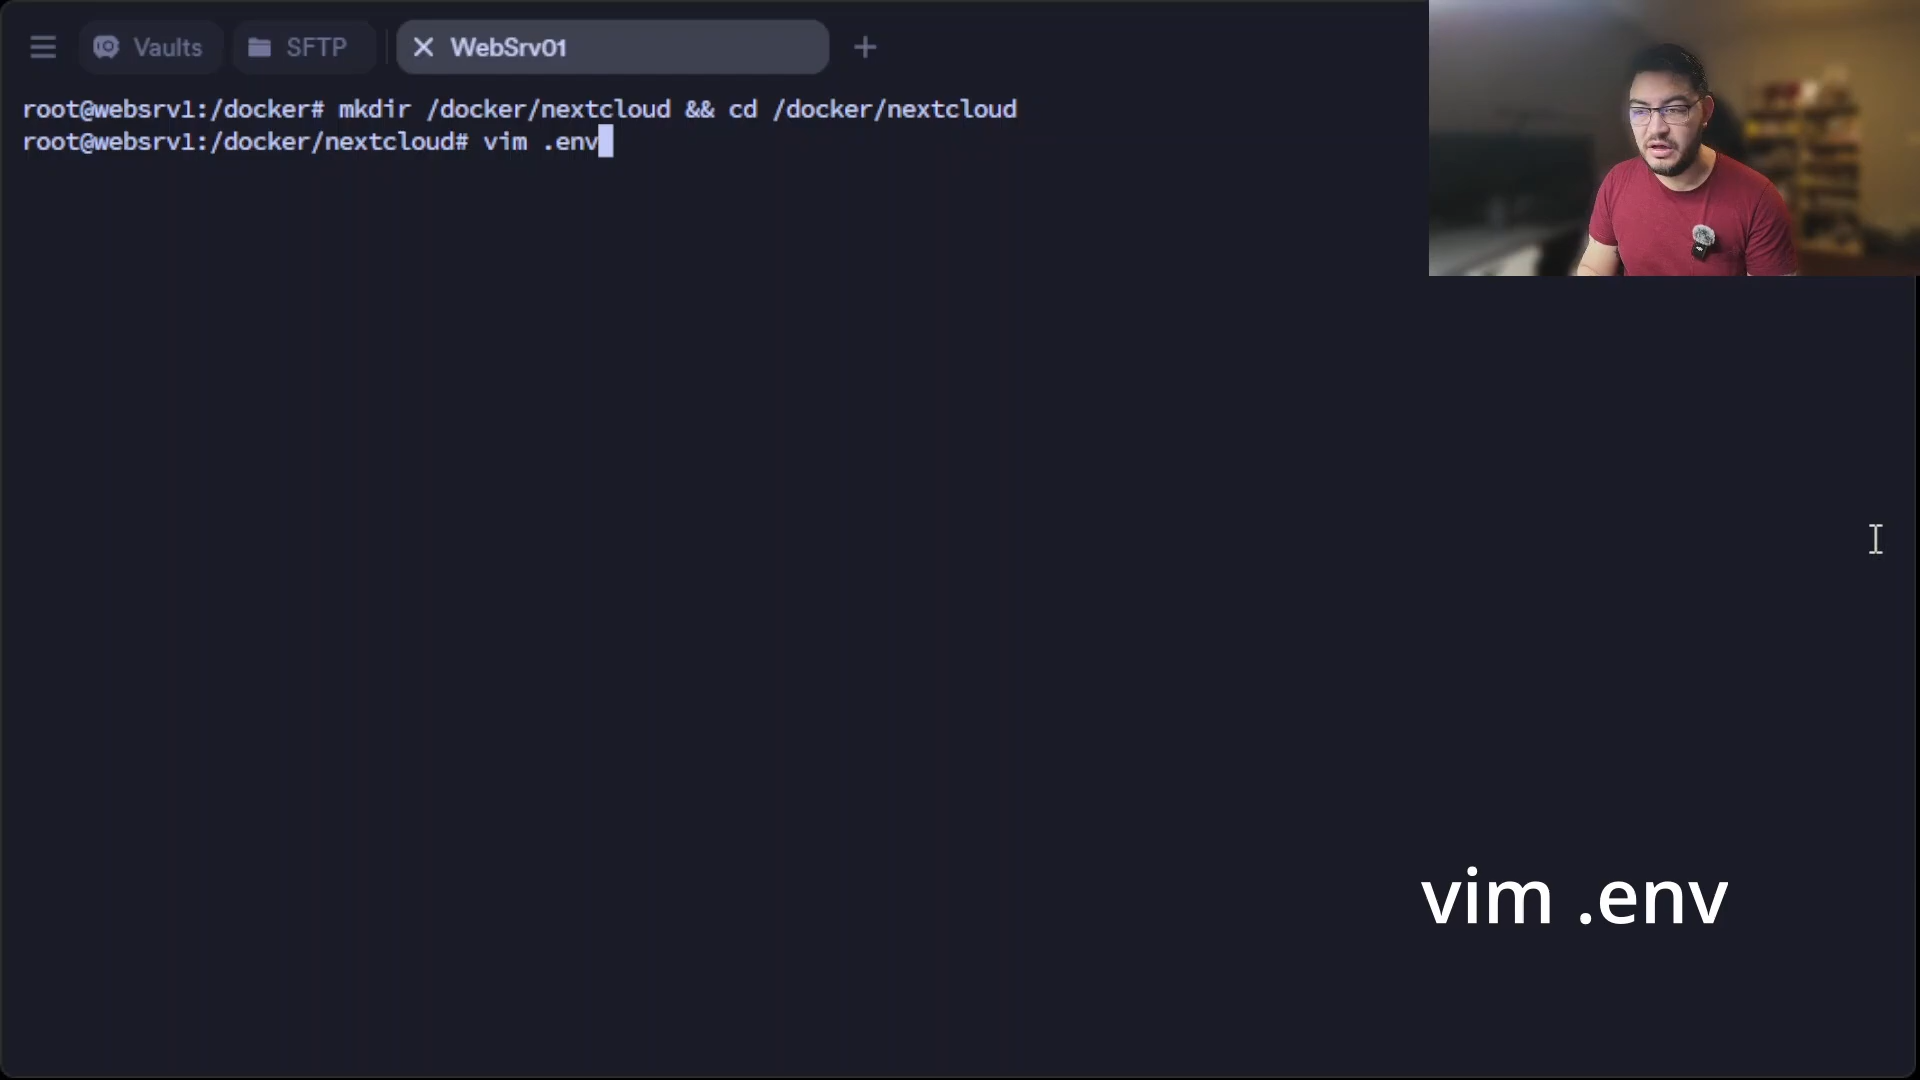 Vaults SFTP WebSrv01
root@websrv1:/docker# mkdir /docker/nextcloud && cd /docker/nextcloud
root@websrv1:/docker/nextcloud# vim .env
vim .env